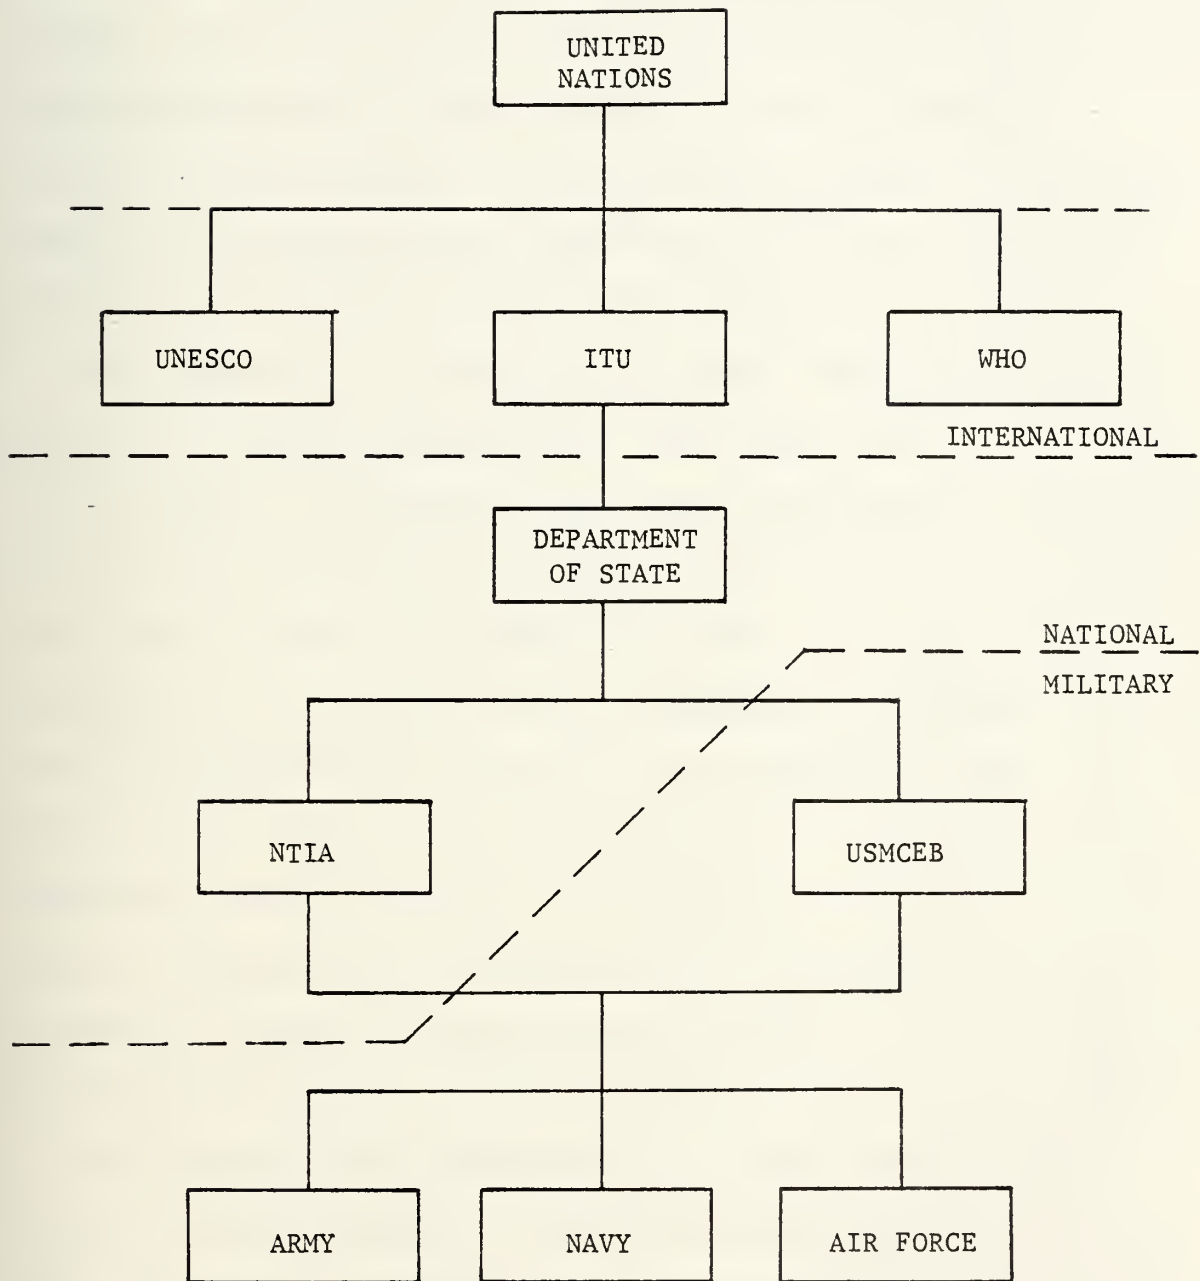 UNITED
NATIONS
UNESCO
ITU
WHO
INTERNATIONAL
DEPARTMENT
OF STATE
NATIONAL
MILITARY
NTIA
USMCEB
ARMY
NAVY
AIR FORCE